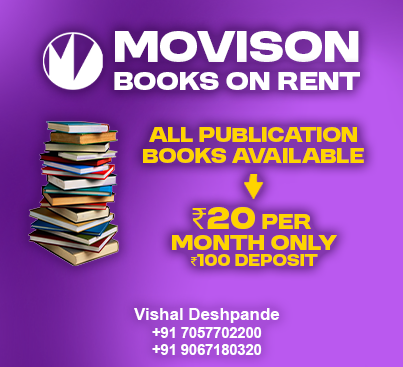 MOVISON
BOOKS ON RENT
ALL PUBLICATION
BOOKS AVAILABLE
₹20 PER
MONTH ONLY
₹100 DEPOSIT
Vishal Deshpande
+91 7057702200
+91 9067180320